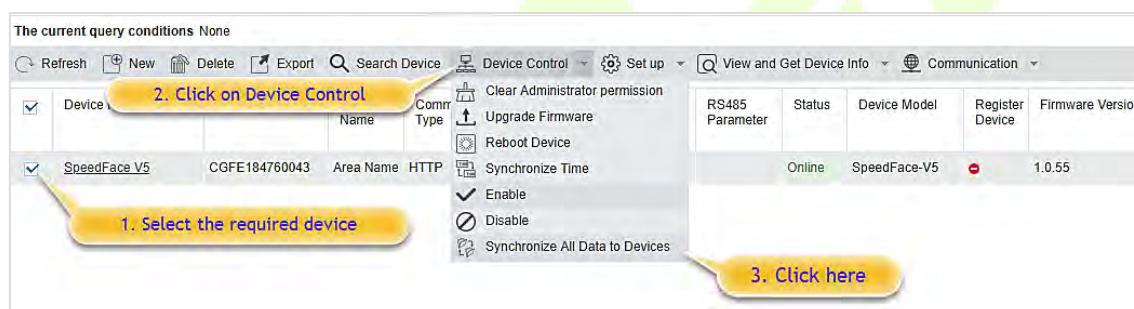 The current query conditions None
Refresh New Delete Export Search Device Device Control Set up View and Get Device Info Communication
2. Click on Device Control
Clear Administrator permission
Upgrade Firmware
Reboot Device
Synchronize Time
Enable
Disable
Synchronize All Data to Devices
Device
Name
Type
RS485
Parameter
Status
Device Model
Register
Device
Firmware Versio
SpeedFace V5 CGFE184760043 Area Name HTTP Online SpeedFace-V5 1.0.55
1. Select the required device
3. Click here